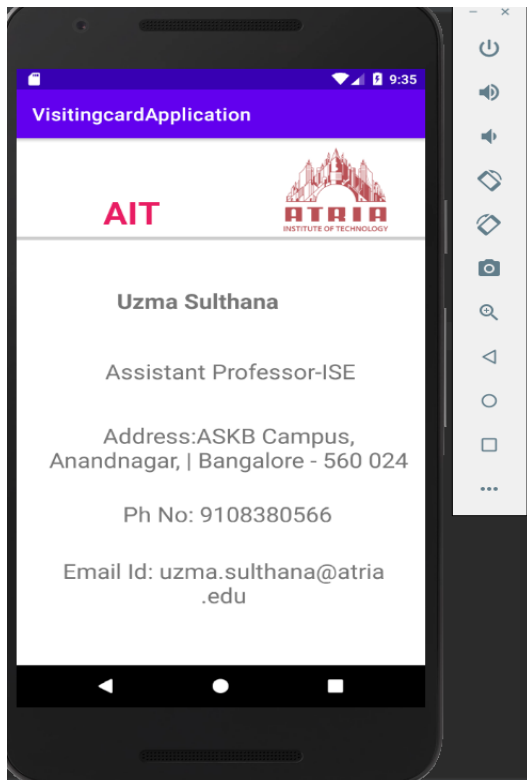 9:35
VisitingcardApplication
AIT
ATRIA
INSTITUTE OF TECHNOLOGY
Uzma Sulthana
Assistant Professor-ISE
Address:ASKB Campus,
Anandnagar, | Bangalore - 560 024
Ph No: 9108380566
Email Id: uzma.sulthana@atria
.edu